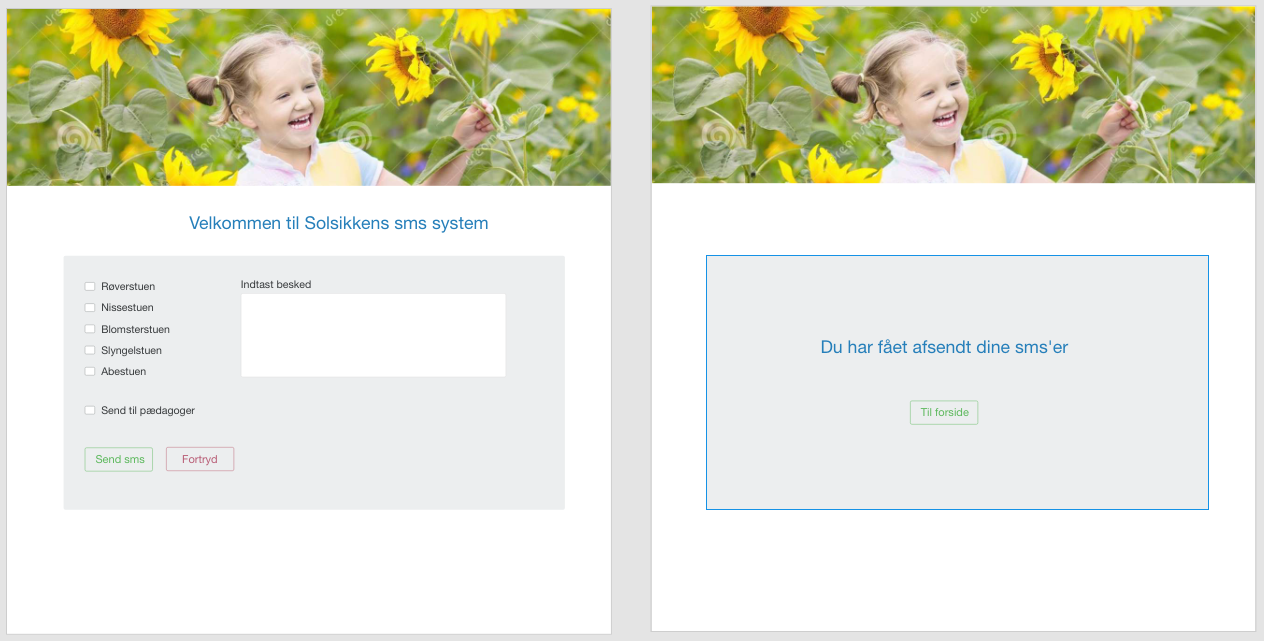 Velkommen til Solsikkens sms system
Røverstuen
Nissestuen
Blomsterstuen
Slyngelstuen
Abestuen
Send til pædagoger
Indtast besked
Send sms
Fortryd
Du har fået afsendt dine sms'er
Til forside